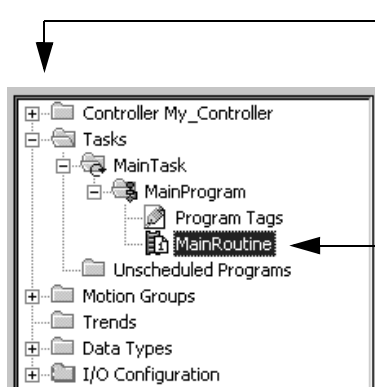 Controller My_Controller
Tasks
MainTask
MainProgram
Program Tags
MainRoutine
Unscheduled Programs
Motion Groups
Trends
Data Types
I/O Configuration